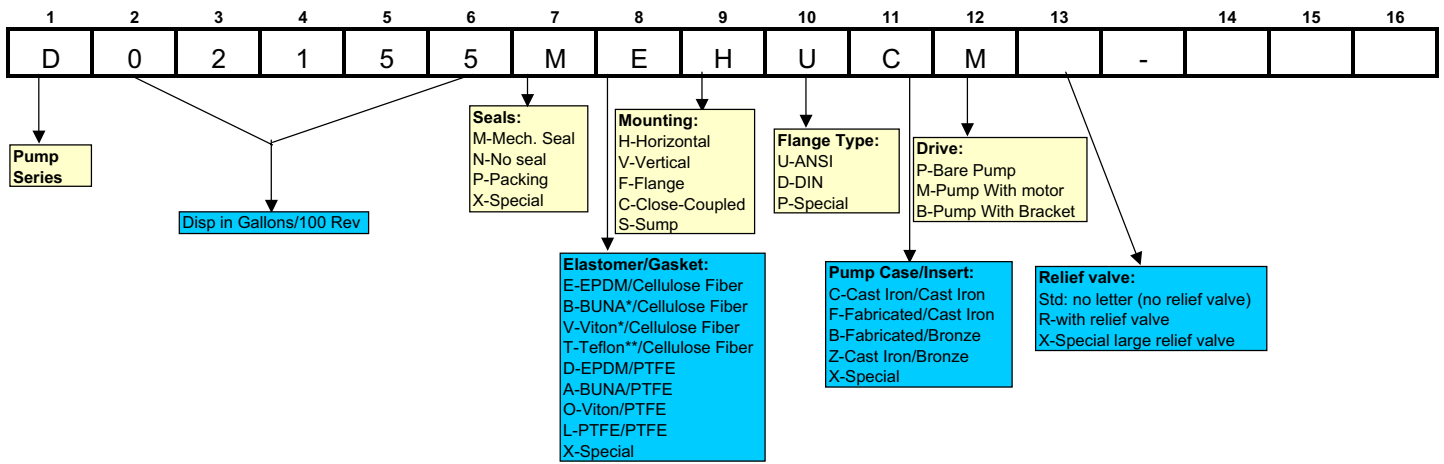 1 2 3 4 5 6 7 8 9 10 11 12 13 14 15 16
D 0 2 1 5 5 M E H U C M -
Pump
Series
Disp in Gallons/100 Rev
Seals:
M-Mech. Seal
N-No seal
P-Packing
X-Special
Elastomer/Gasket:
E-EPDM/Cellulose Fiber
B-BUNA*/Cellulose Fiber
V-Viton*/Cellulose Fiber
T-Teflon**/Cellulose Fiber
D-EPDM/PTFE
A-BUNA/PTFE
O-Viton/PTFE
L-PTFE/PTFE
X-Special
Mounting:
H-Horizontal
V-Vertical
F-Flange
C-Close-Coupled
S-Sump
Flange Type:
U-ANSI
D-DIN
P-Special
Pump Case/Insert:
C-Cast Iron/Cast Iron
F-Fabricated/Cast Iron
B-Fabricated/Bronze
Z-Cast Iron/Bronze
X-Special
Drive:
P-Bare Pump
M-Pump With motor
B-Pump With Bracket
Relief valve:
Std: no letter (no relief valve)
R-with relief valve
X-Special large relief valve